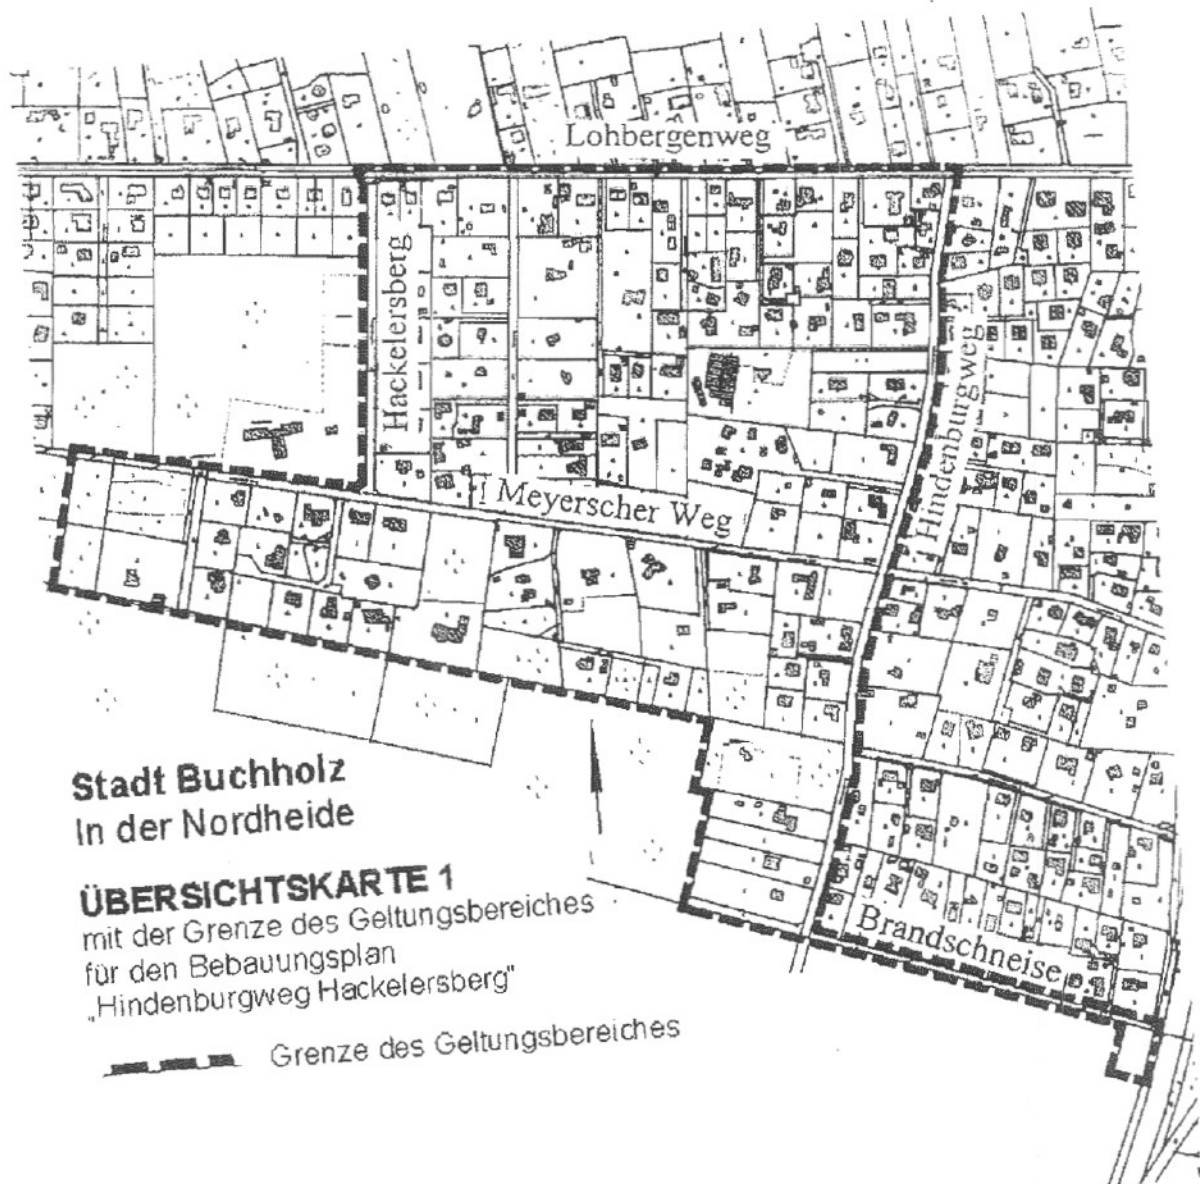 Lohbergenweg
Hackelersberg
Hindenburgweg
Meyerscher Weg
Stadt Buchholz
In der Nordheide
ÜBERSICHTSKARTE 1
mit der Grenze des Geltungsbereiches
für den Bebauungsplan
„Hindenburgweg Hackelersberg"
Brandschneise
Grenze des Geltungsbereiches